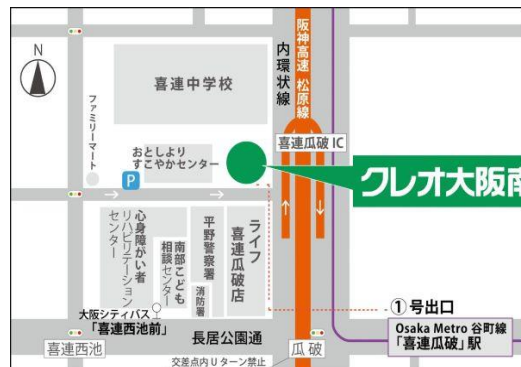 N
喜連中学校
ファミリーマート
おとしより
すこやかセンター
P
内環状線
阪神高速 松原線
喜連瓜破 IC
クレオ大阪南
心身障がい者
リハビリテーション
センター
南部こども
相談センター
平野警察署
消防署
ライフ
喜連瓜破店
大阪シティバス
「喜連西池前」
長居公園通
①号出口
Osaka Metro 谷町線
「喜連瓜破」駅
喜連西池
交差点内Uターン禁止
瓜破